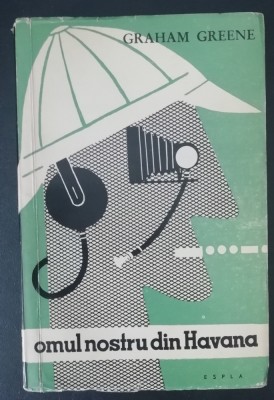 GRAHAM GREENE
omul nostru din Havana
ESPLA